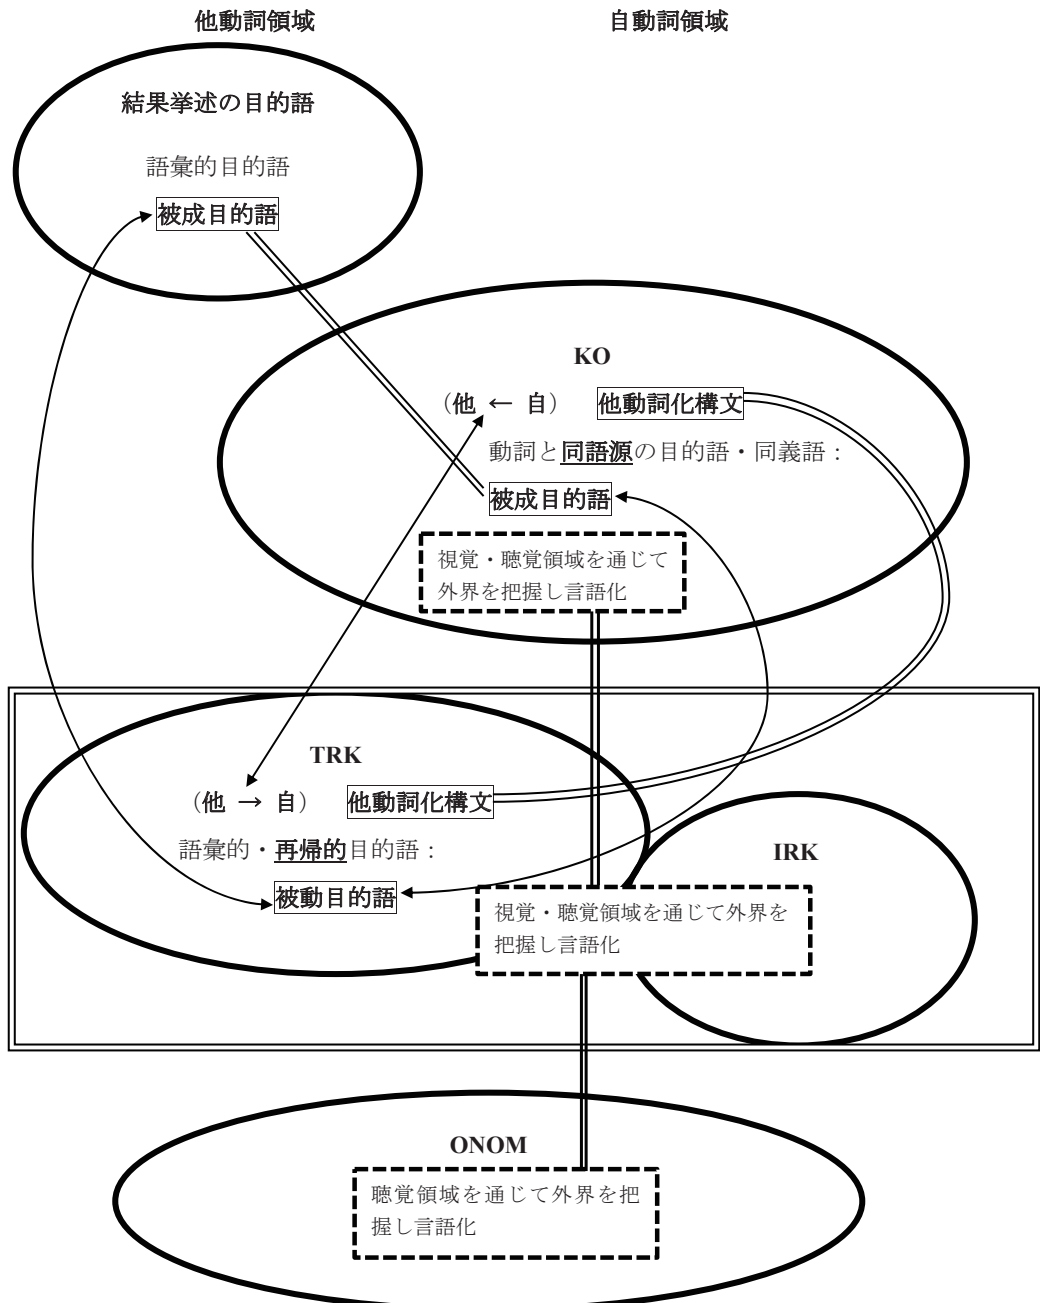 他動詞領域 自動詞領域
結果挙述の目的語
語彙的目的語
被成目的語
KO
（他 ← 自） 他動詞化構文
動詞と同語源の目的語・同義語：
被成目的語
視覚・聴覚領域を通じて
外界を把握し言語化
TRK
（他 → 自） 他動詞化構文
語彙的・再帰的目的語：
被動目的語
IRK
視覚・聴覚領域を通じて外界を
把握し言語化
ONOM
聴覚領域を通じて外界を把
握し言語化